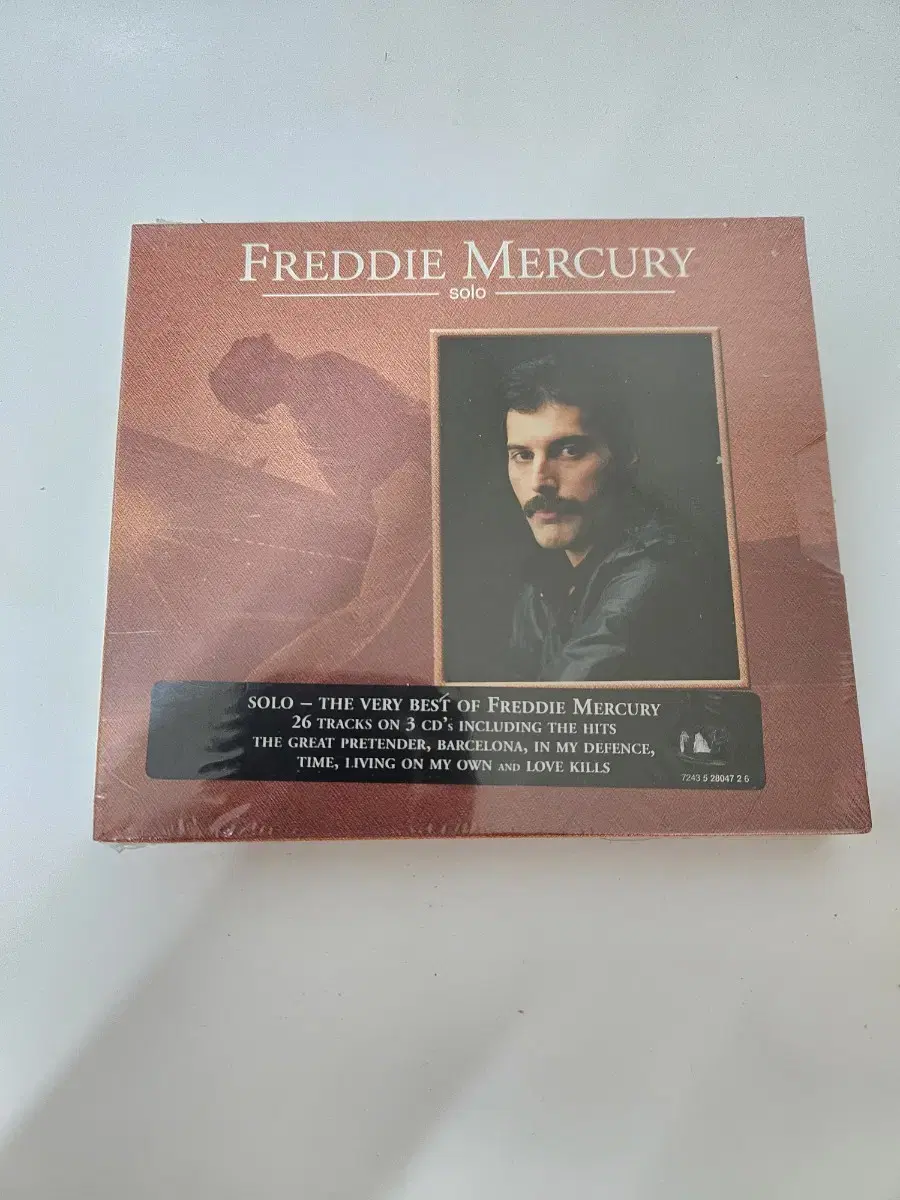 FREDDIE MERCURY
solo
SOLO – THE VERY BEST OF FREDDIE MERCURY
26 TRACKS ON 3 CD's INCLUDING THE HITS
THE GREAT PRETENDER, BARCELONA, IN MY DEFENCE,
TIME, LIVING ON MY OWN AND LOVE KILLS
7243 5 28047 2 6